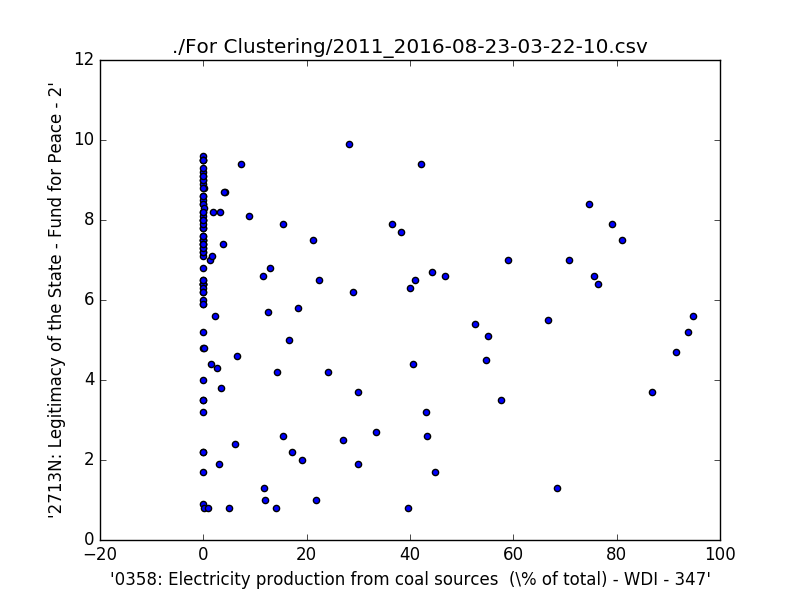 ./For Clustering/2011_2016-08-23-03-22-10.csv
12
10
8
6
4
2
0
'2713N: Legitimacy of the State - Fund for Peace - 2'
−20 0 20 40 60 80 100
'0358: Electricity production from coal sources  (\% of total) - WDI - 347'